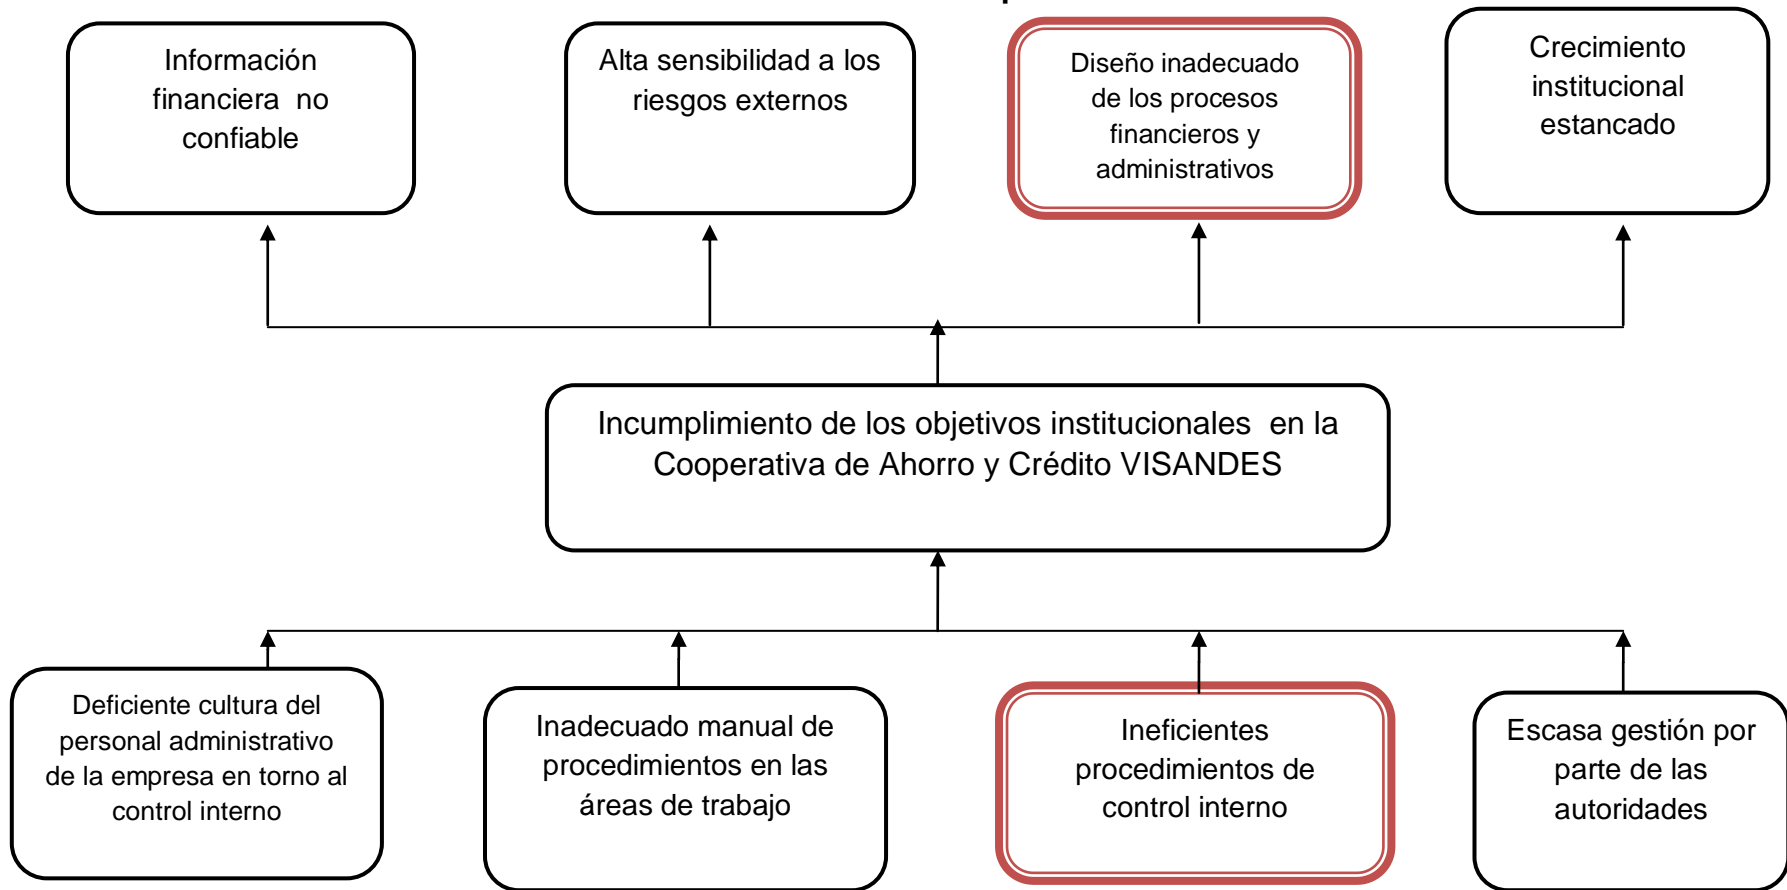 Información
financiera no
confiable
Alta sensibilidad a los
riesgos externos
Diseño inadecuado
de los procesos
financieros y
administrativos
Crecimiento
institucional
estancado
Incumplimiento de los objetivos institucionales en la
Cooperativa de Ahorro y Crédito VISANDES
Deficiente cultura del
personal administrativo
de la empresa en torno al
control interno
Inadecuado manual de
procedimientos en las
áreas de trabajo
Ineficientes
procedimientos de
control interno
Escasa gestión por
parte de las
autoridades